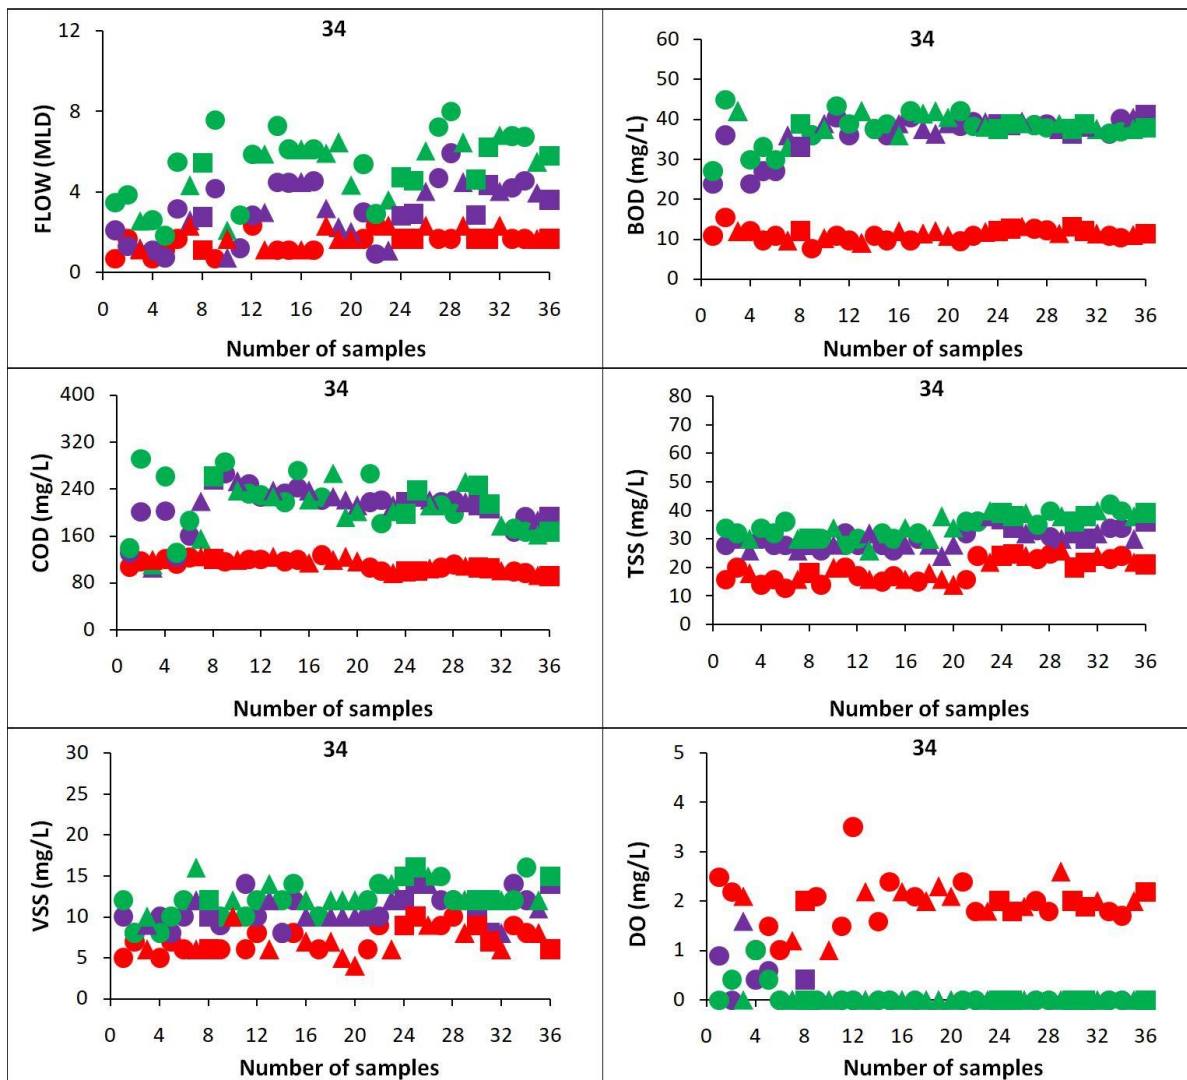 34
12
8
4
0
0 4 8 12 16 20 24 28 32 36
FLOW (MLD)
Number of samples
34
60
50
40
30
20
10
0
0 4 8 12 16 20 24 28 32 36
BOD (mg/L)
Number of samples
34
400
320
240
160
80
0
0 4 8 12 16 20 24 28 32 36
COD (mg/L)
Number of samples
34
80
70
60
50
40
30
20
10
0
0 4 8 12 16 20 24 28 32 36
TSS (mg/L)
Number of samples
34
30
25
20
15
10
5
0
0 4 8 12 16 20 24 28 32 36
VSS (mg/L)
Number of samples
34
5
4
3
2
1
0
0 4 8 12 16 20 24 28 32 36
DO (mg/L)
Number of samples